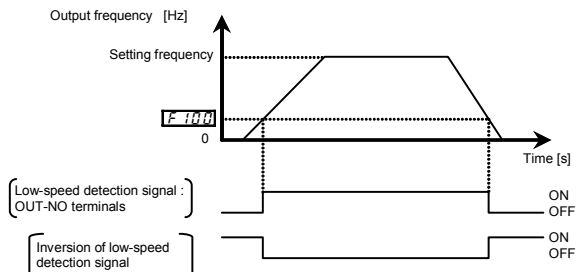 Output frequency [Hz]
Setting frequency
F100
0
Time [s]
Low-speed detection signal :
OUT-NO terminals
ON
OFF
Inversion of low-speed
detection signal
ON
OFF